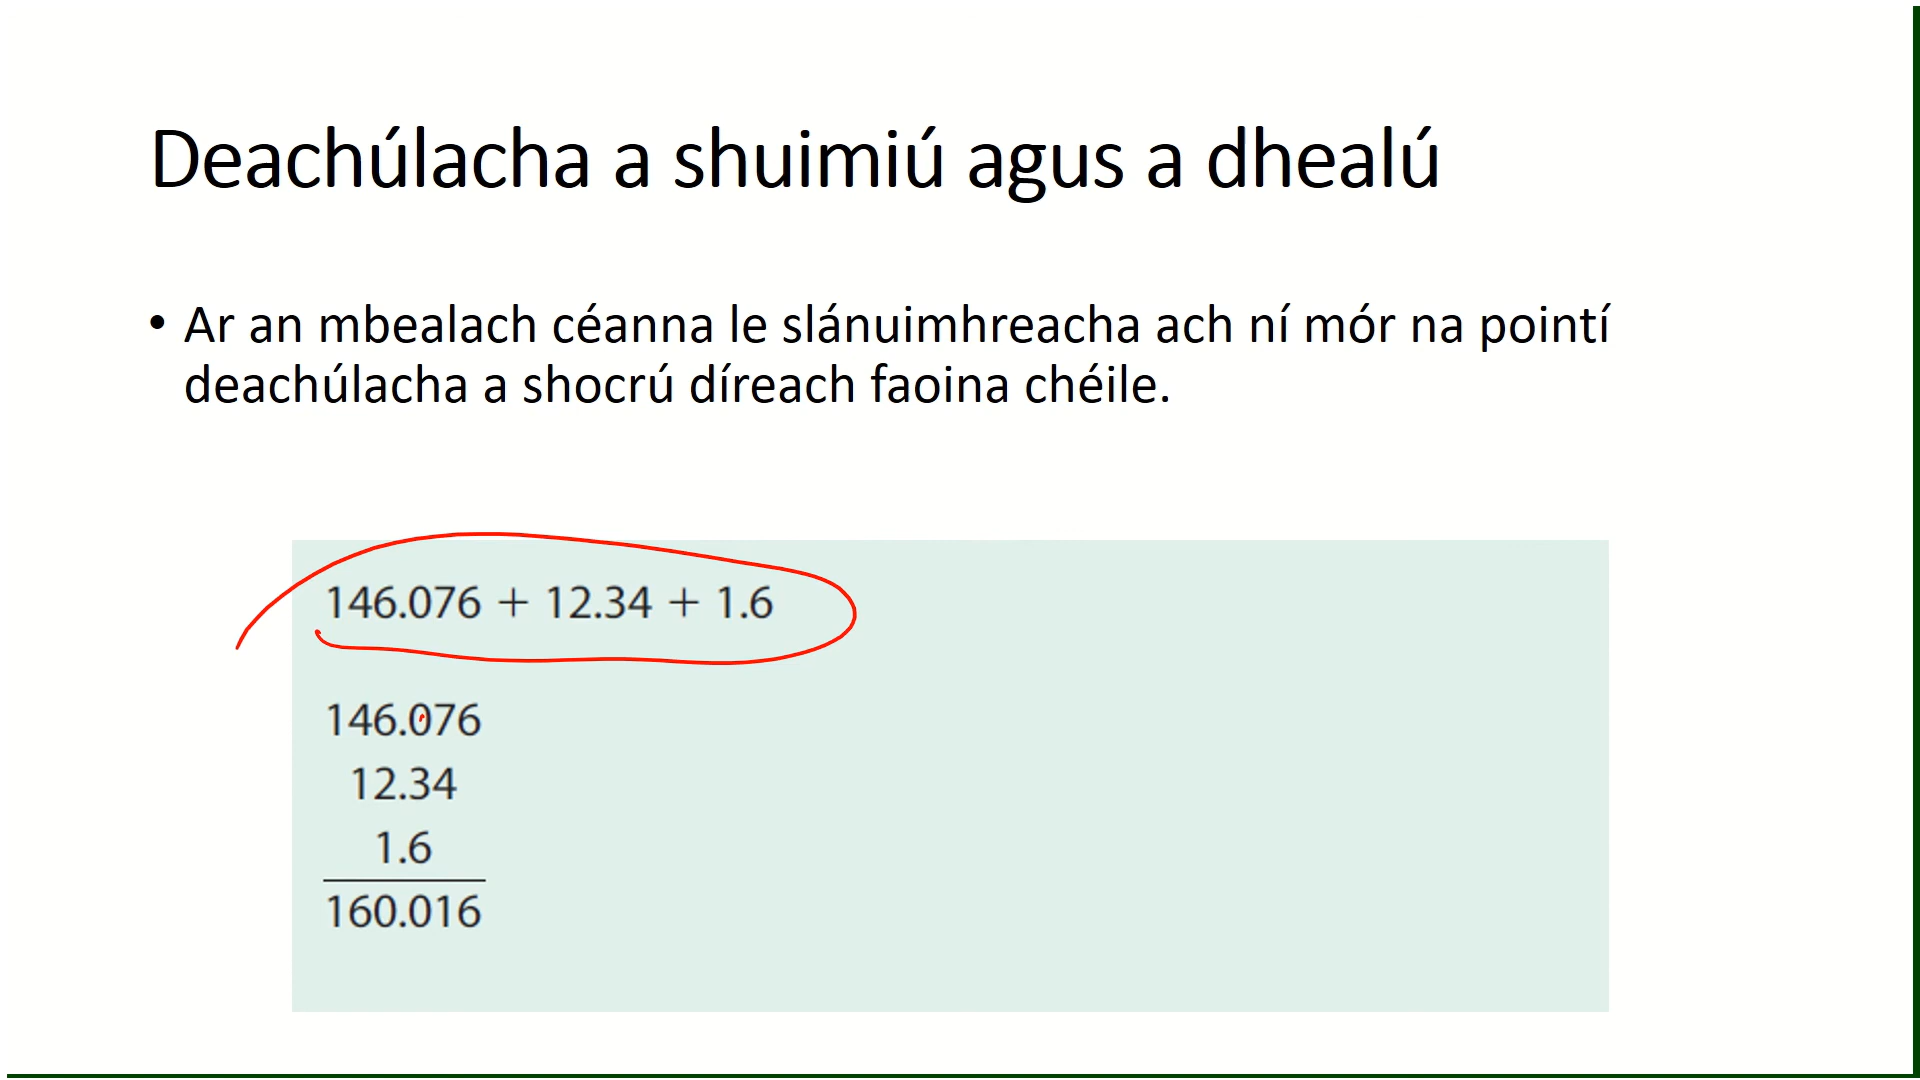 Deachúlacha a shuimiú agus a dhealú
• Ar an mbealach céanna le slánuimhreacha ach ní mór na pointí
deachúlacha a shocrú díreach faoina chéile.
146.076 + 12.34 + 1.6
146.076
12.34
1.6
160.016